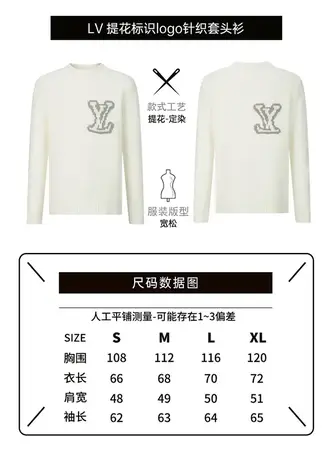 LV 提花标识logo针织套头衫
款式工艺
提花-定染
服装版型
宽松
尺码数据图
人工平铺测量-可能存在1~3偏差
SIZE S M L XL
胸围 108 112 116 120
衣长 66 68 70 72
肩宽 48 49 50 51
袖长 62 63 64 65